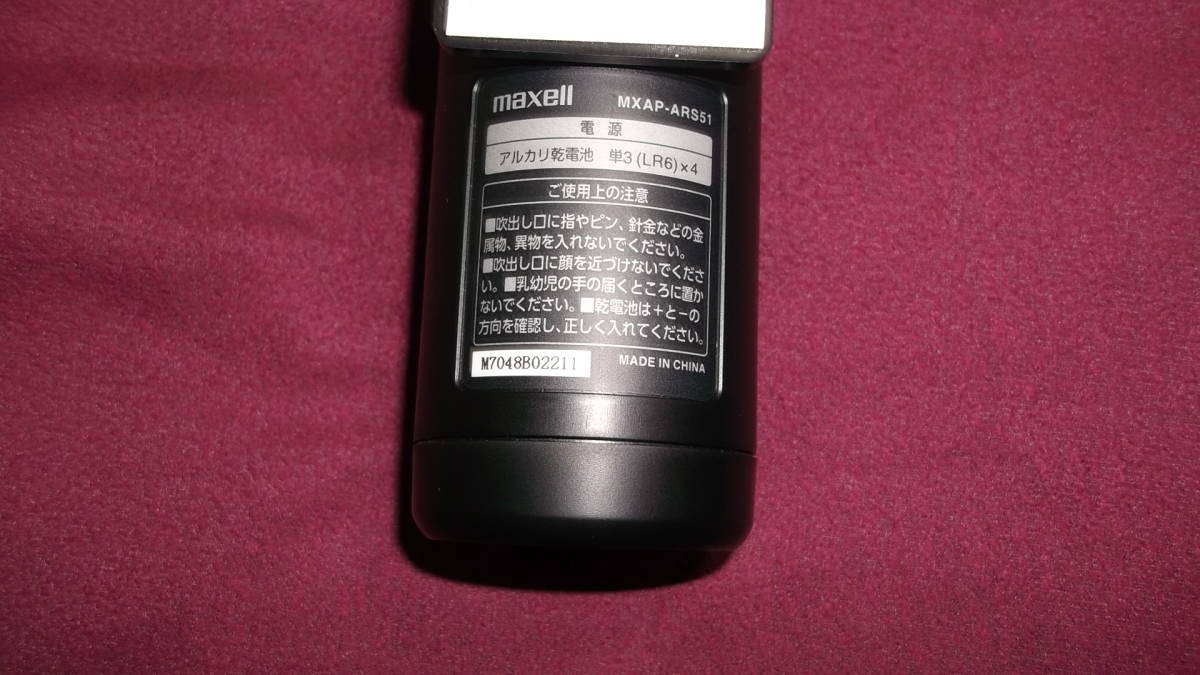 maxell MXAP-ARS51
電源
アルカリ乾電池 単3(LR6)×4
ご使用上の注意
■吹出し口に指やピン、針金などの金
属物、異物を入れないでください。
■吹出し口に顔を近づけないでくださ
い。■乳幼児の手の届くところに置か
ないでください。■乾電池は+と−の
方向を確認し、正しく入れてください。
M7048B02211 MADE IN CHINA